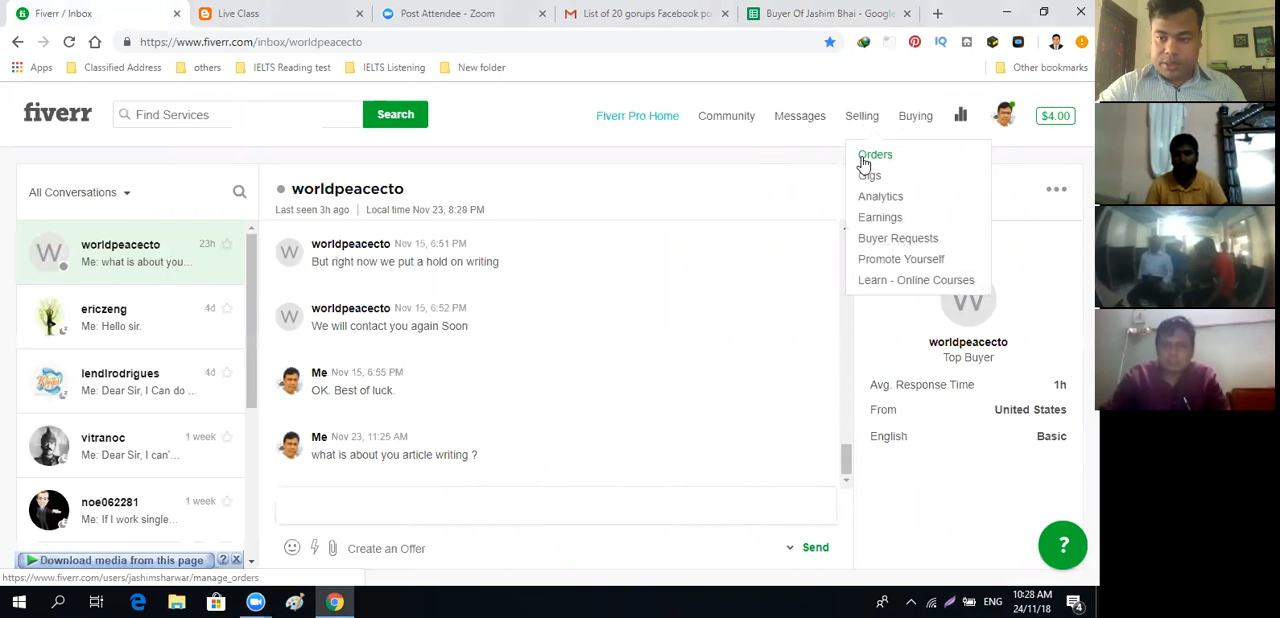 Fiverr / Inbox
Live Class
Post Attendee - Zoom
List of 20 gorups Facebook po
Buyer Of Jashim Bhai - Google
https://www.fiverr.com/inbox/worldpeacecto
Apps
Classified Address
others
IELTS Reading test
IELTS Listening
New folder
Other bookmarks
fiverr
Find Services
Search
Fiverr Pro Home
Community
Messages
Selling
Buying
$4.00
Orders
Gigs
Analytics
Earnings
Buyer Requests
Promote Yourself
Learn - Online Courses
All Conversations
worldpeacecto
Last seen 3h ago | Local time Nov 23, 8:28 PM
W
worldpeacecto 23h
Me: what is about you...
ericzeng 4d
Me: Hello sir.
lendlrodrigues 4d
Me: Dear Sir, I Can do ...
vitranoc 1 week
Me: Dear Sir, I can'...
noe062281 1 week
Me: If I work single...
W
worldpeacecto Nov 15, 6:51 PM
But right now we put a hold on writing
W
worldpeacecto Nov 15, 6:52 PM
We will contact you again Soon
Me Nov 15, 6:55 PM
OK. Best of luck.
Me Nov 23, 11:25 AM
what is about you article writing ?
Create an Offer
Send
W
worldpeacecto
Top Buyer
Avg. Response Time 1h
From United States
English Basic
?
Download media from this page ? X
https://www.fiverr.com/users/jashimsharwar/manage_orders
ENG
10:28 AM
24/11/18
4